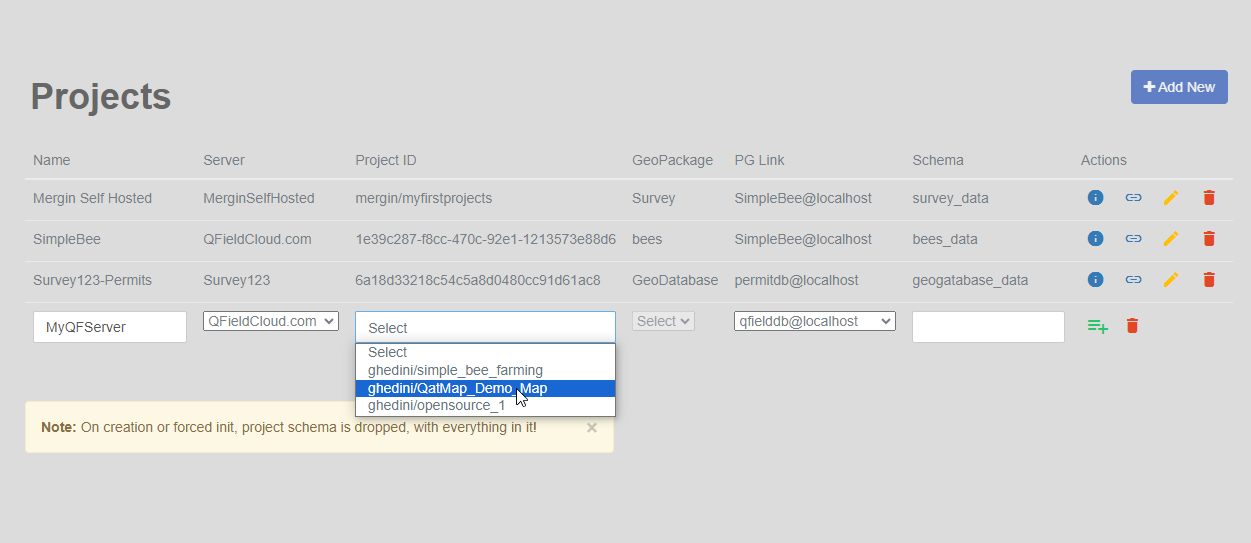 Projects
Add New
Name Server Project ID GeoPackage PG Link Schema Actions
Mergin Self Hosted MerginSelfHosted mergin/myfirstprojects Survey SimpleBee@localhost survey_data
SimpleBee QFieldCloud.com 1e39c287-f8cc-470c-92e1-1213573e88d6 bees SimpleBee@localhost bees_data
Survey123-Permits Survey123 6a18d33218c54c5a8d0480cc91d61ac8 GeoDatabase permitdb@localhost geogatabase_data
MyQFServer QFieldCloud.com Select Select qfielddb@localhost
Select
ghedini/simple_bee_farming
ghedini/QatMap_Demo_Map
ghedini/opensource_1
Note: On creation or forced init, project schema is dropped, with everything in it!